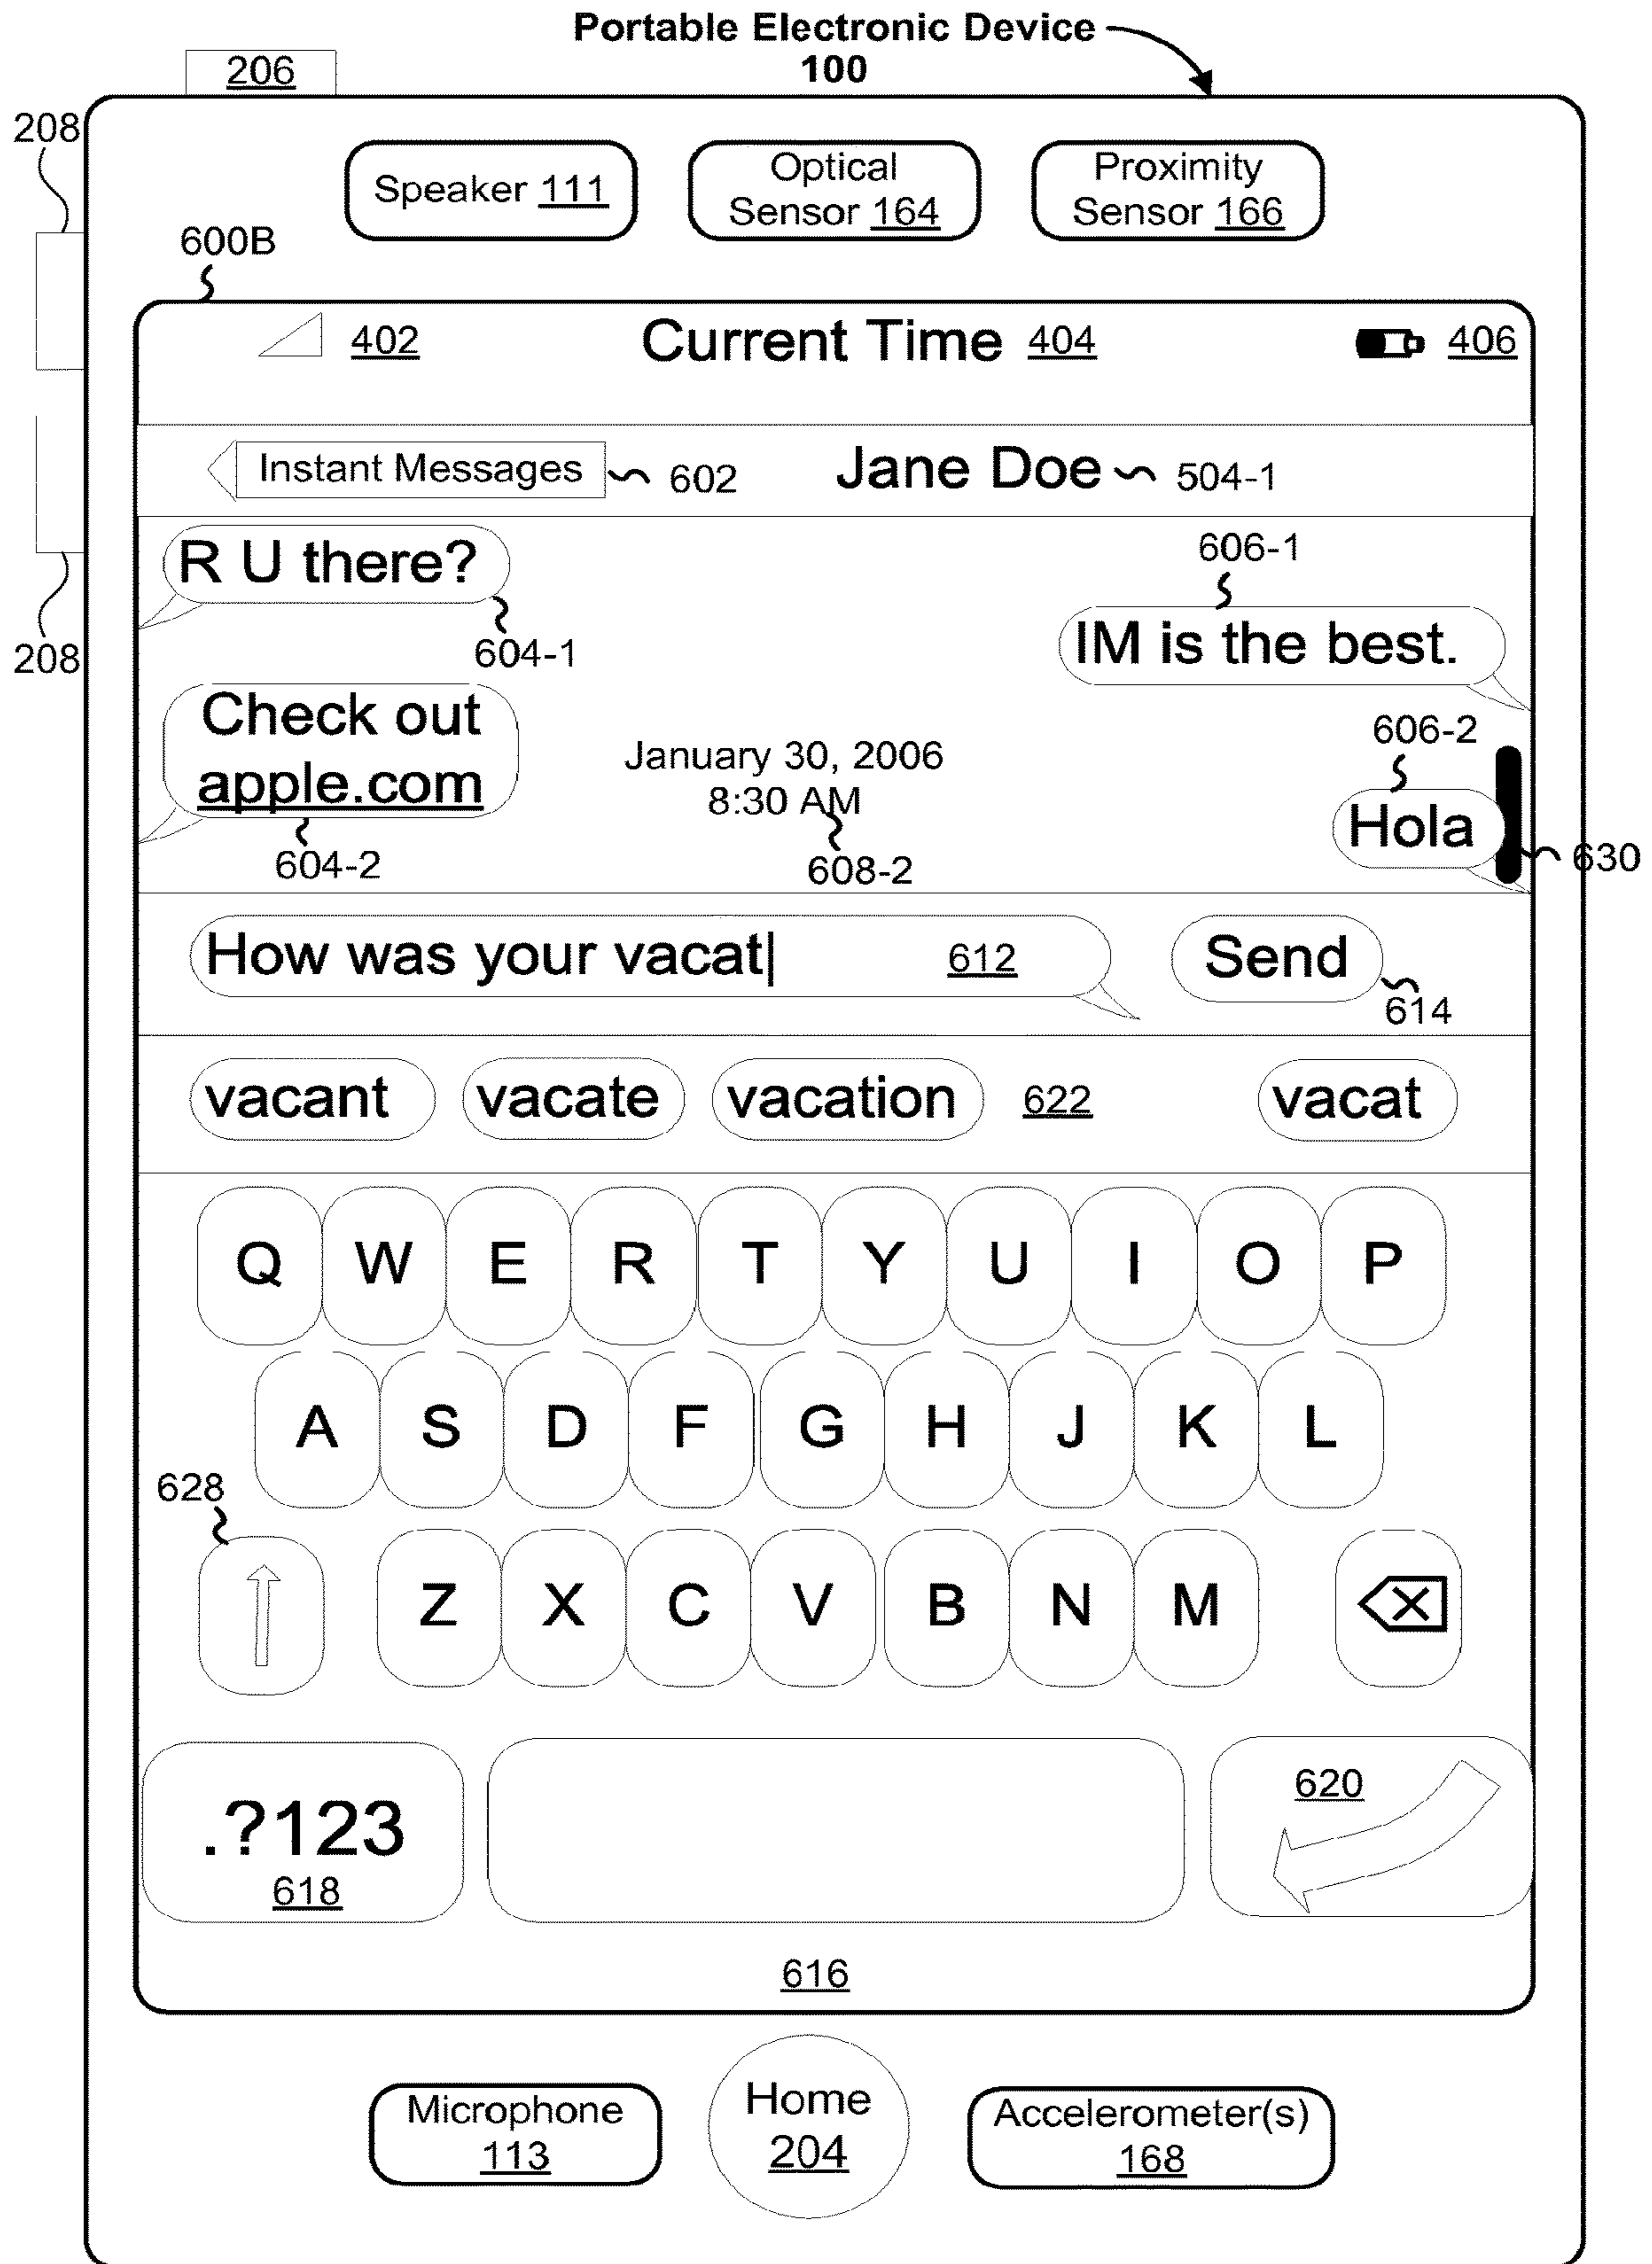 Portable Electronic Device
100
206
208
Speaker 111
Optical
Sensor 164
Proximity
Sensor 166
600B
402
Current Time 404
406
Instant Messages
602
Jane Doe
504-1
R U there?
606-1
604-1
208
IM is the best.
Check out
apple.com
606-2
January 30, 2006
8:30 AM
Hola
604-2
608-2
630
How was your vacat
612
Send
614
vacant
vacate
vacation
622
vacat
Q W E R T Y U I O P
A S D F G H J K L
628
Z X C V B N M
.?123
618
620
616
Microphone
113
Home
204
Accelerometer(s)
168